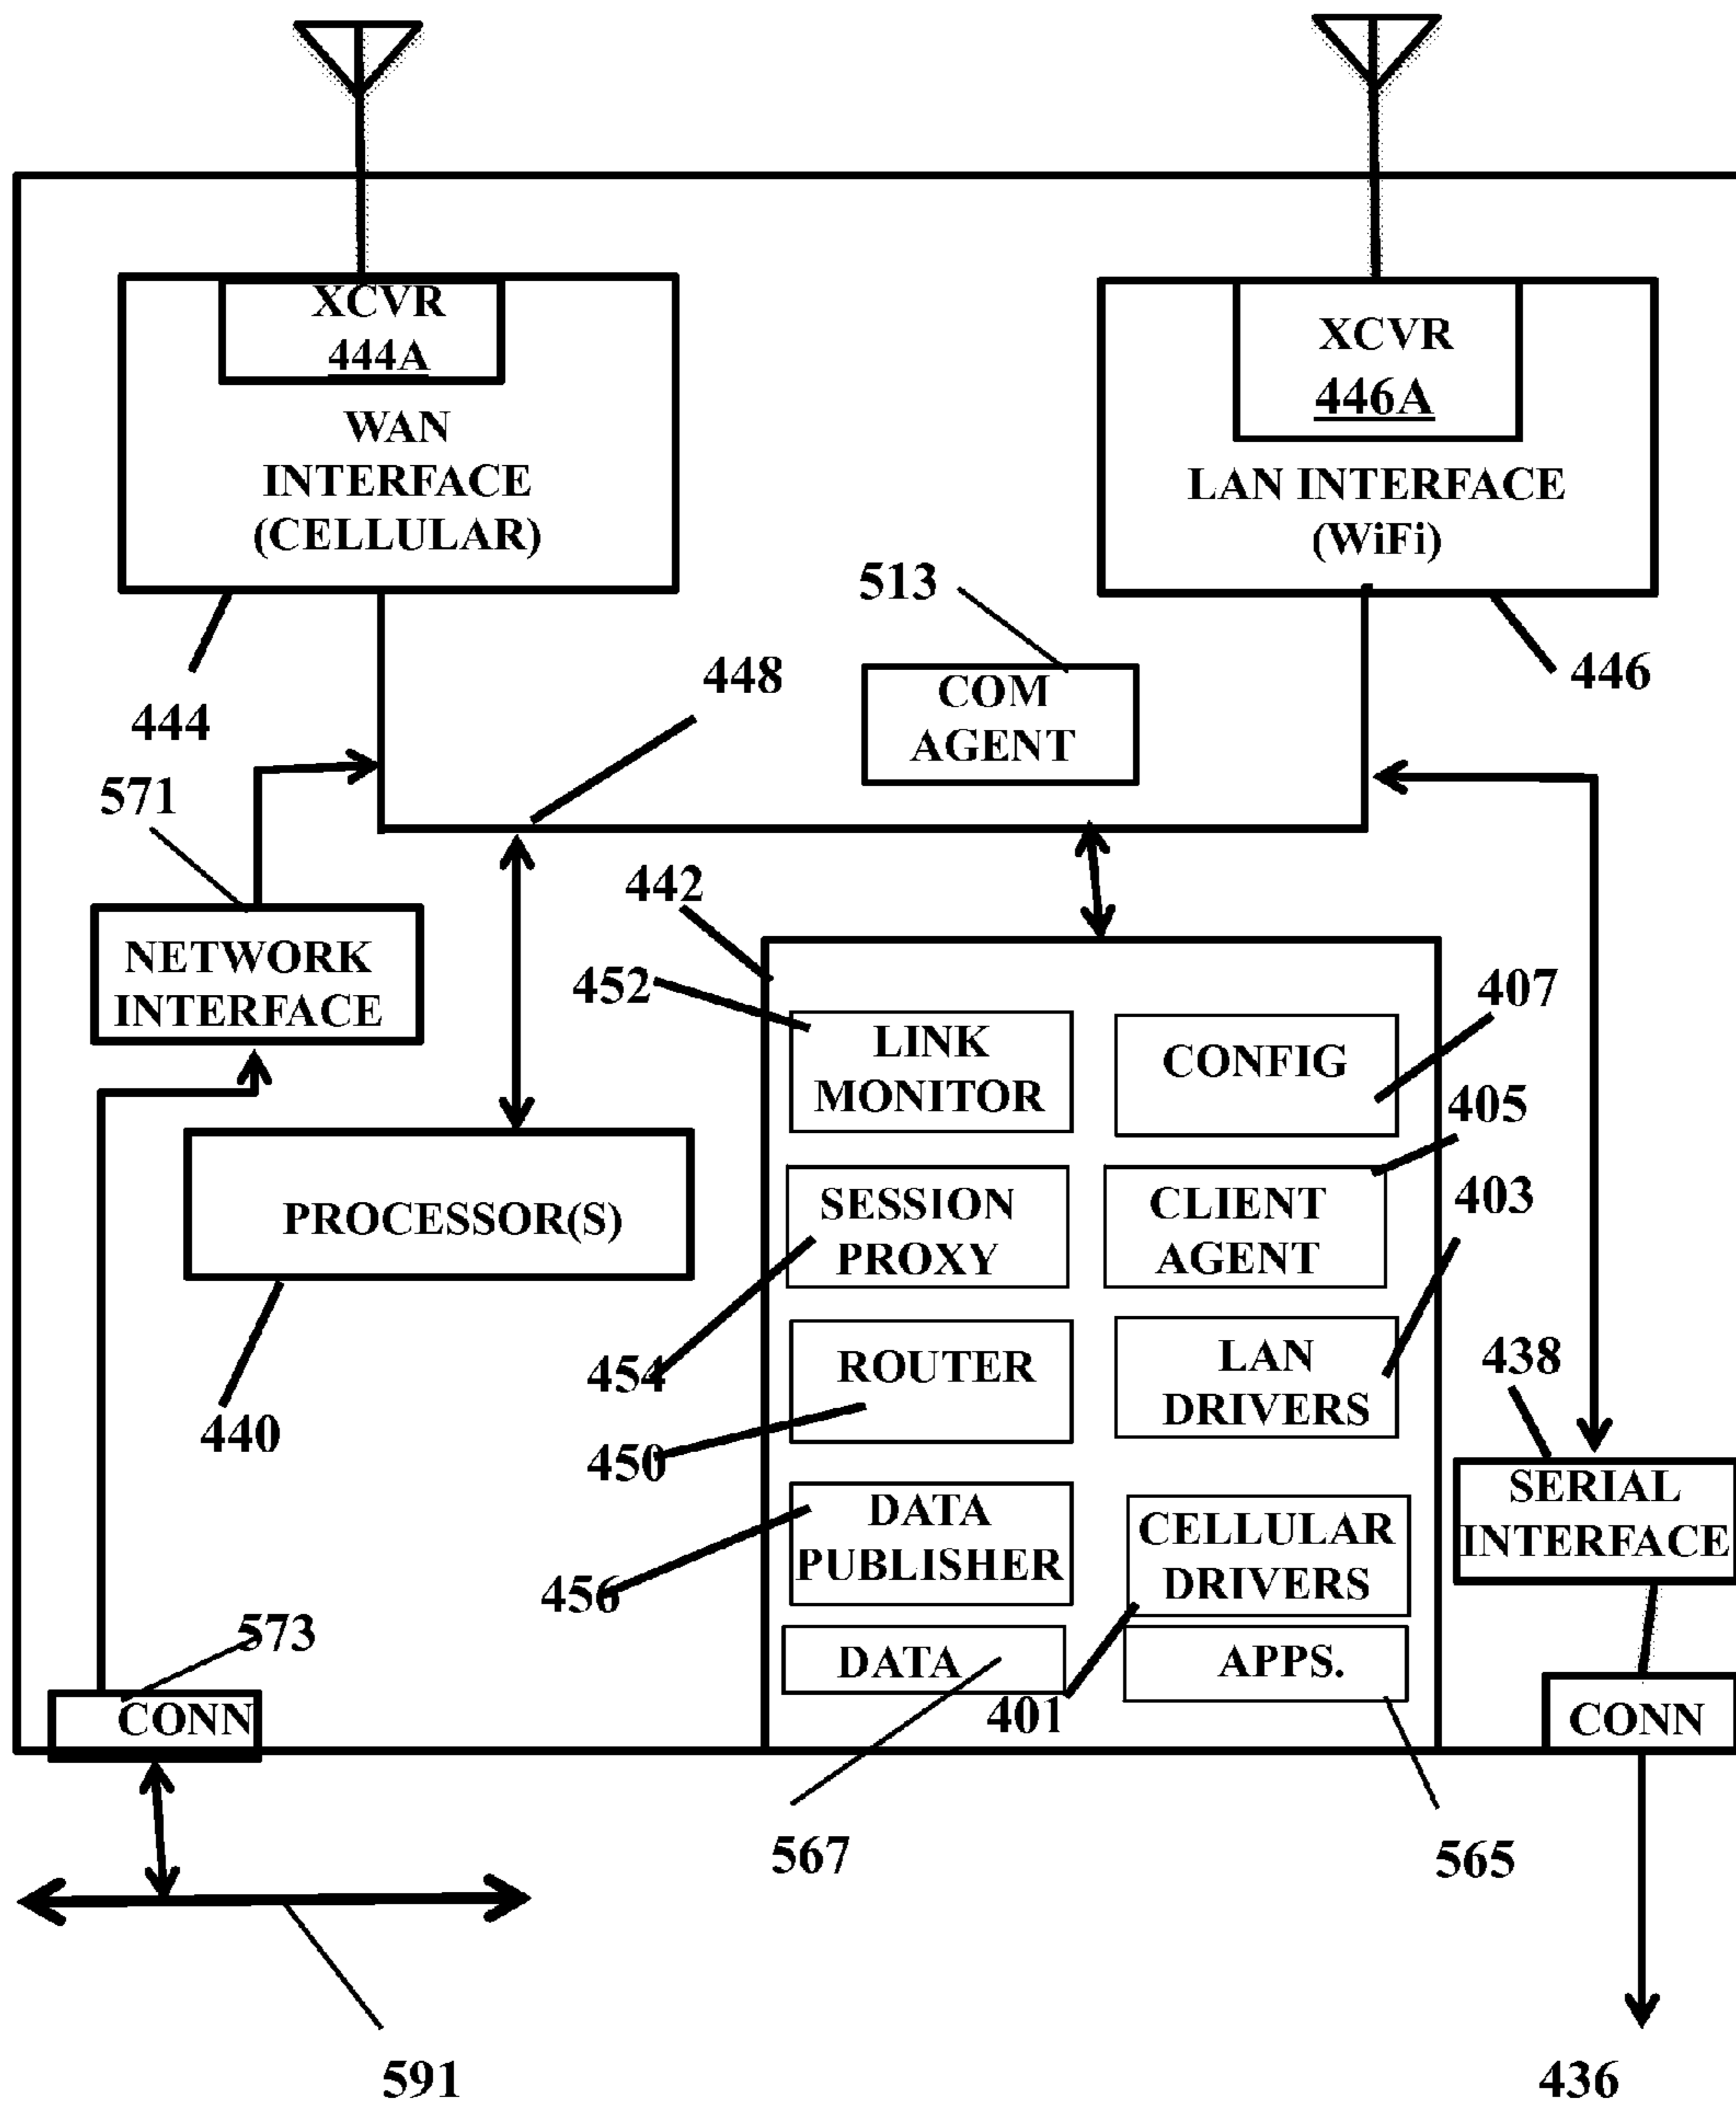 XCVR
444A
WAN
INTERFACE
(CELLULAR)
XCVR
446A
LAN INTERFACE
(WiFi)
513
444
448
COM
AGENT
446
571
442
NETWORK
INTERFACE
452
LINK
MONITOR
CONFIG
407
405
PROCESSOR(S)
SESSION
PROXY
CLIENT
AGENT
403
440
454
ROUTER
LAN
DRIVERS
438
450
DATA
PUBLISHER
CELLULAR
DRIVERS
SERIAL
INTERFACE
456
573
CONN
DATA
401
APPS.
CONN
567
565
591
436